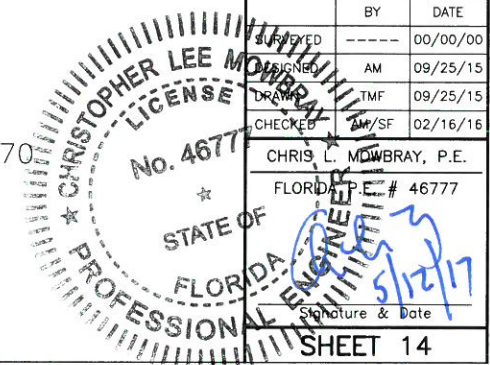 BY DATE
SURVEYED ----- 00/00/00
DESIGNED AM 09/25/15
DRAWN TMF 09/25/15
CHECKED AM/SF 02/16/16
CHRIS L. MOWBRAY, P.E.
FLORIDA P.E. # 46777
5/12/17
Signature & Date
SHEET 14
70
CHRISTOPHER LEE MOWBRAY
LICENSE
No. 46777
STATE OF
FLORIDA
PROFESSIONAL ENGINEER